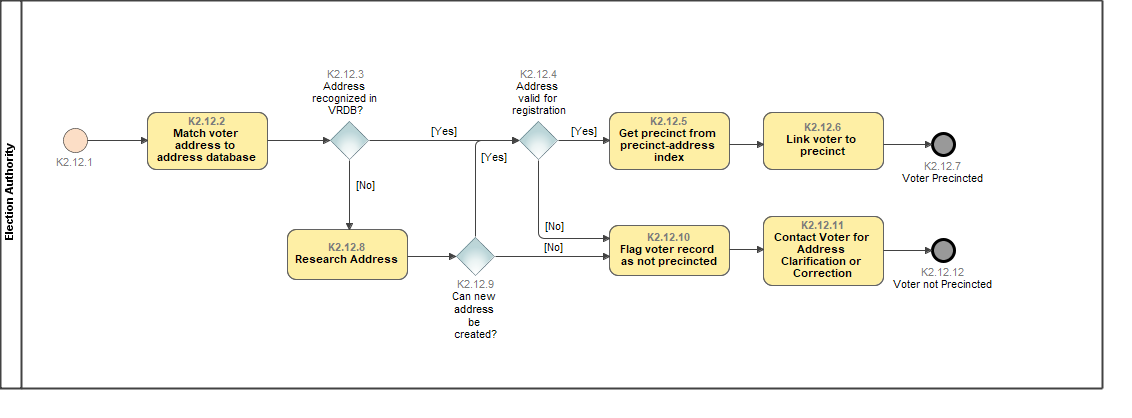 Election Authority
K2.12.1
K2.12.2
Match voter
address to
address database
K2.12.3
Address
recognized in
VRDB?
[Yes]
[No]
K2.12.4
Address
valid for
registration
[Yes]
[Yes]
K2.12.5
Get precinct from
precinct-address
index
K2.12.6
Link voter to
precinct
K2.12.7
Voter Precincted
K2.12.8
Research Address
K2.12.9
Can new
address
be
created?
[No]
[No]
K2.12.10
Flag voter record
as not precincted
K2.12.11
Contact Voter for
Address
Clarification or
Correction
K2.12.12
Voter not Precincted